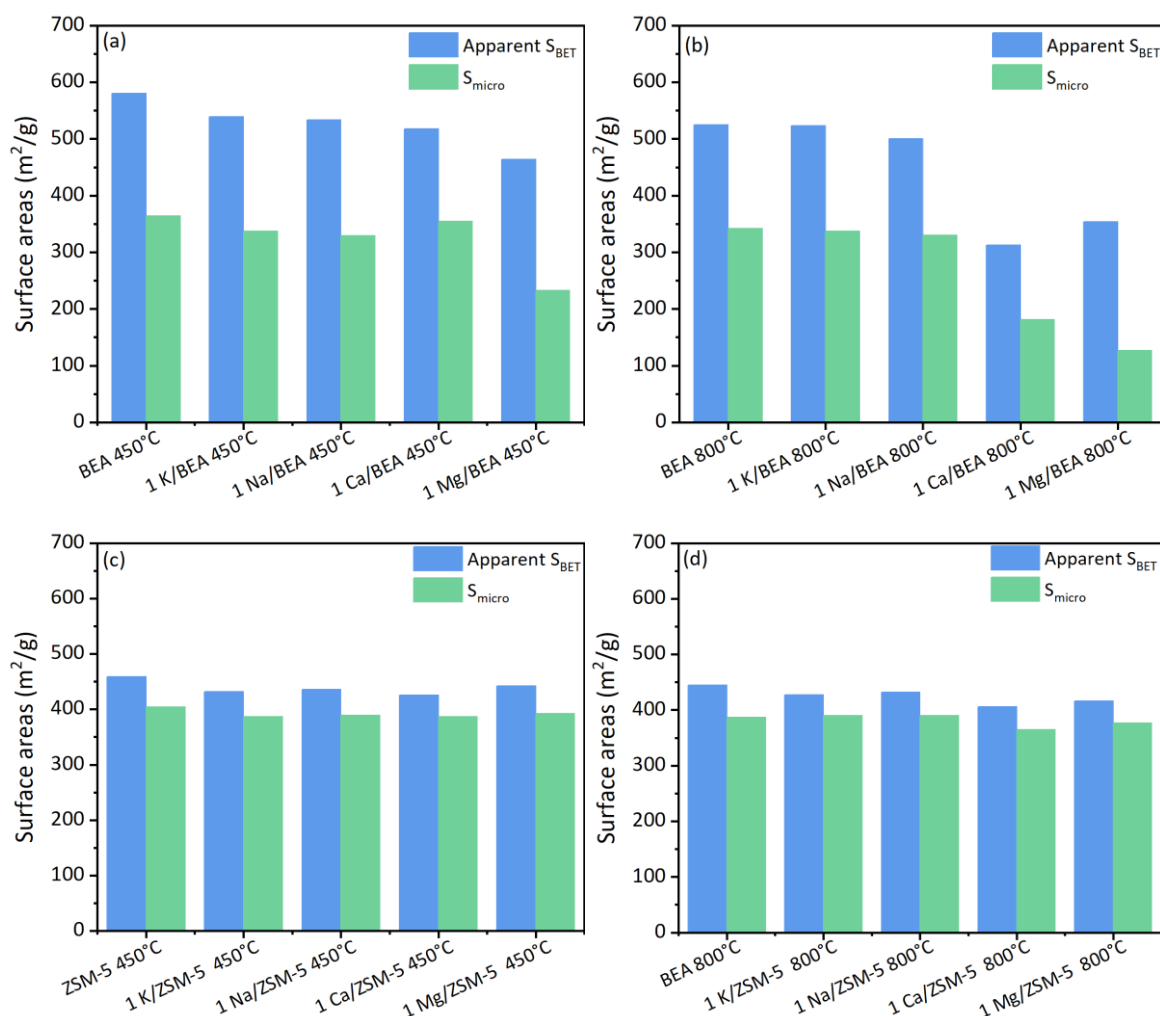 (a)
Apparent S_BET
S_micro
Surface areas (m²/g)
700
600
500
400
300
200
100
0
BEA 450°C
1 K/BEA 450°C
1 Na/BEA 450°C
1 Ca/BEA 450°C
1 Mg/BEA 450°C
(b)
Apparent S_BET
S_micro
Surface areas (m²/g)
700
600
500
400
300
200
100
0
BEA 800°C
1 K/BEA 800°C
1 Na/BEA 800°C
1 Ca/BEA 800°C
1 Mg/BEA 800°C
(c)
Apparent S_BET
S_micro
Surface areas (m²/g)
700
600
500
400
300
200
100
0
ZSM-5 450°C
1 K/ZSM-5 450°C
1 Na/ZSM-5 450°C
1 Ca/ZSM-5 450°C
1 Mg/ZSM-5 450°C
(d)
Apparent S_BET
S_micro
Surface areas (m²/g)
700
600
500
400
300
200
100
0
BEA 800°C
1 K/ZSM-5 800°C
1 Na/ZSM-5 800°C
1 Ca/ZSM-5 800°C
1 Mg/ZSM-5 800°C